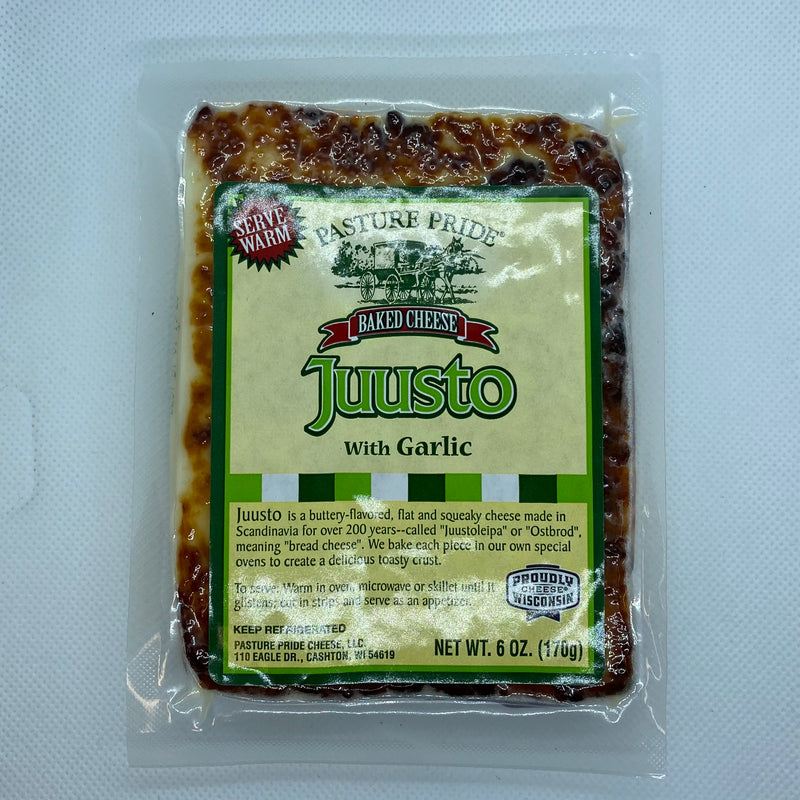 SERVE
WARM
PASTURE PRIDE®
BAKED CHEESE
Juusto
With Garlic
Juusto is a buttery-flavored, flat and squeaky cheese made in
Scandinavia for over 200 years--called "Juustoleipa" or "Ostbrod",
meaning "bread cheese". We bake each piece in our own special
ovens to create a delicious toasty crust.
To serve: Warm in oven, microwave or skillet until it
glistens; cut in strips and serve as an appetizer.
PROUDLY
WISCONSIN
CHEESE®
KEEP REFRIGERATED
PASTURE PRIDE CHEESE, LLC.
110 EAGLE DR., CASHTON, WI 54619
NET WT. 6 OZ. (170g)